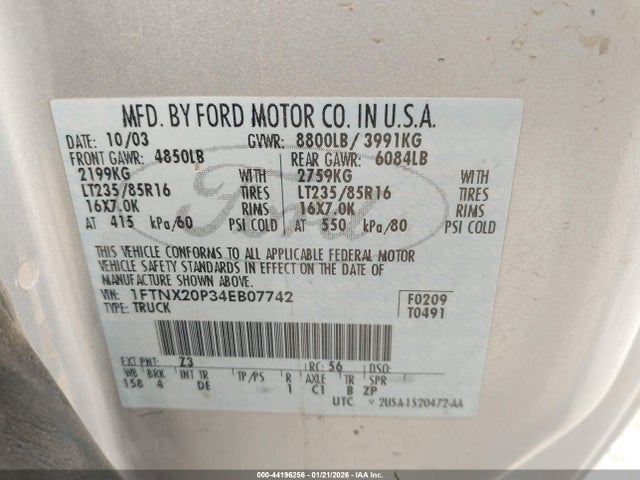 MFD. BY FORD MOTOR CO. IN U.S.A.
DATE: 10/03 GVWR: 8800LB/ 3991KG
FRONT GAWR: 4850LB REAR GAWR: 6084LB
2199KG WITH 2759KG WITH
LT235/85R16 TIRES LT235/85R16 TIRES
16X7.0K RIMS 16X7.0K RIMS
AT 415 kPa/60 PSI COLD AT 550 kPa/80 PSI COLD
THIS VEHICLE CONFORMS TO ALL APPLICABLE FEDERAL MOTOR
VEHICLE SAFETY STANDARDS IN EFFECT ON THE DATE OF
MANUFACTURE SHOWN ABOVE.
VIN: 1FTNX20P34EB07742 F0209
TYPE: TRUCK T0491
EXT PNT: Z3 RC: 56 DSO:
WB BRK INT TR TP/PS R AXLE TR SPR
158 4 DE 1 C1 B ZP
UTC 2U5A-1520472-AA
000-44196256 - 01/21/2026 - IAA Inc.